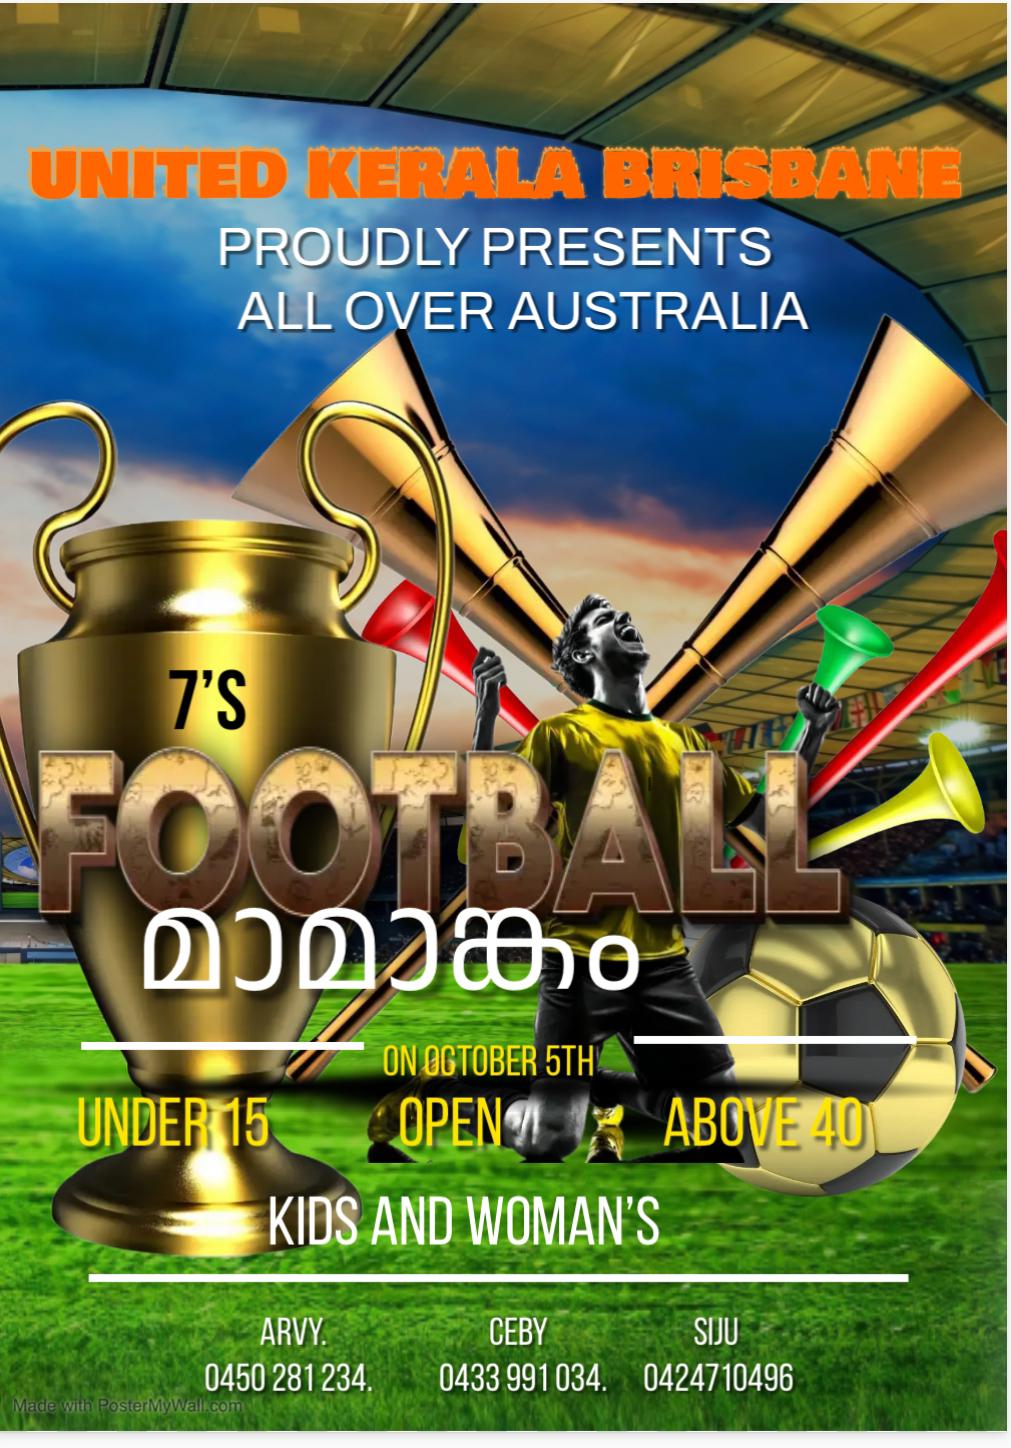 UNITED KERALA BRISBANE
PROUDLY PRESENTS
ALL OVER AUSTRALIA
7'S
FOOTBALL
മാമാങ്കം
ON OCTOBER 5TH
UNDER 15 OPEN ABOVE 40
KIDS AND WOMAN'S
ARVY. CEBY SIJU
0450 281 234. 0433 991 034. 0424710496
Made with PosterMyWall.com